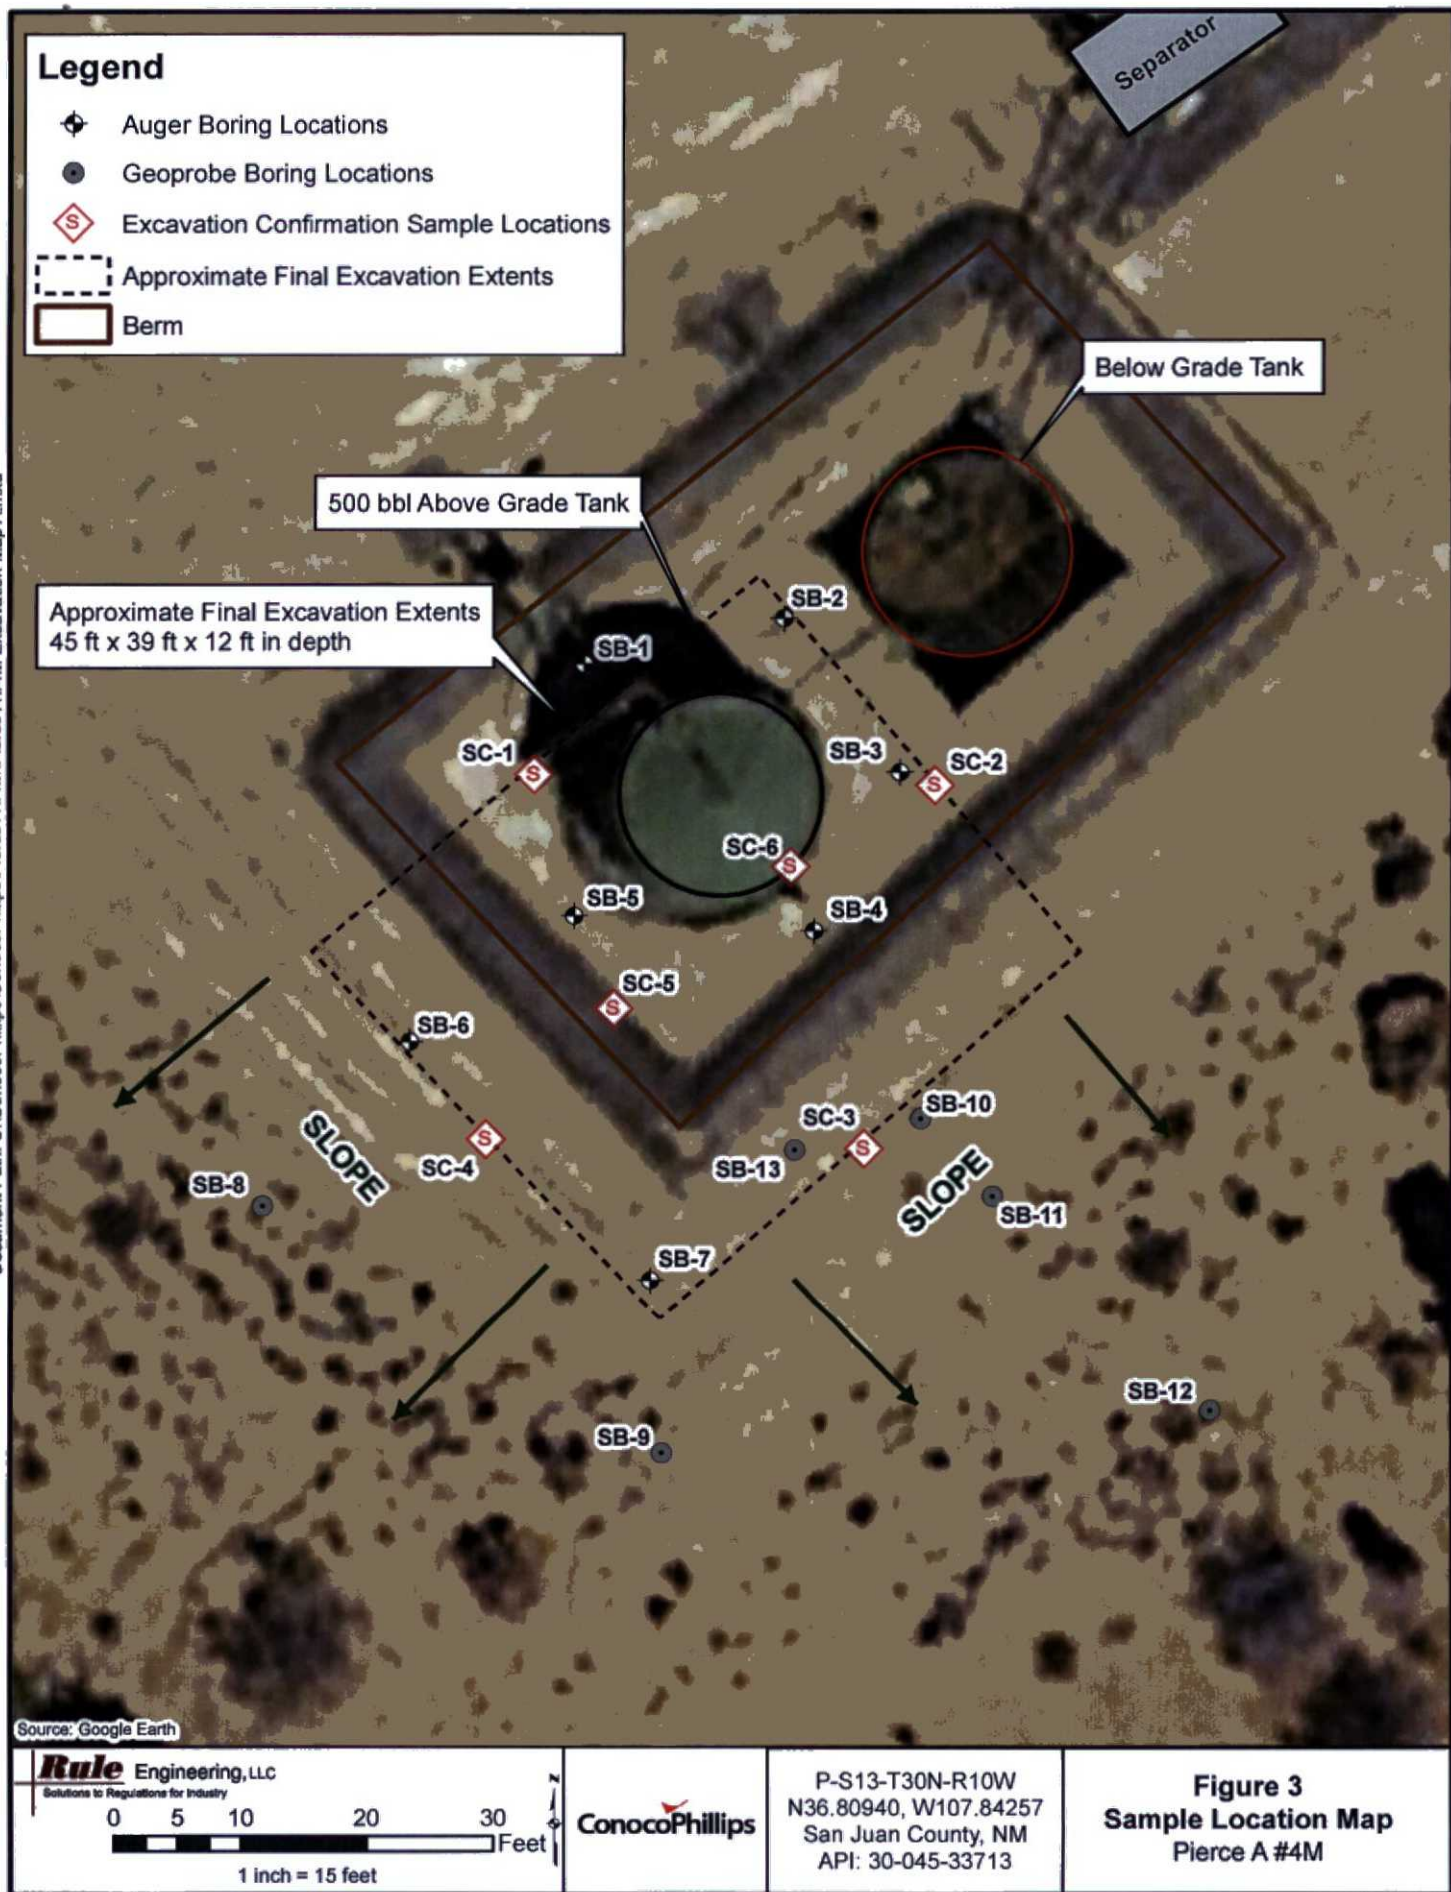 Legend
Auger Boring Locations
Geoprobe Boring Locations
S Excavation Confirmation Sample Locations
Approximate Final Excavation Extents
Berm
Separator
Below Grade Tank
500 bbl Above Grade Tank
Approximate Final Excavation Extents
45 ft x 39 ft x 12 ft in depth
SB-2
SB-1
SC-1
S
SB-3
SC-2
S
SC-6
S
SB-5
SB-4
SC-5
S
SB-6
SC-3
S
SB-10
SC-4
S
SB-13
SLOPE
SLOPE
SB-8
SB-11
SB-7
SB-12
SB-9
Source: Google Earth
Rule Engineering, LLC
Solutions to Regulations for Industry
0 5 10 20 30
Feet
1 inch = 15 feet
N
ConocoPhillips
P-S13-T30N-R10W
N36.80940, W107.84257
San Juan County, NM
API: 30-045-33713
Figure 3
Sample Location Map
Pierce A #4M